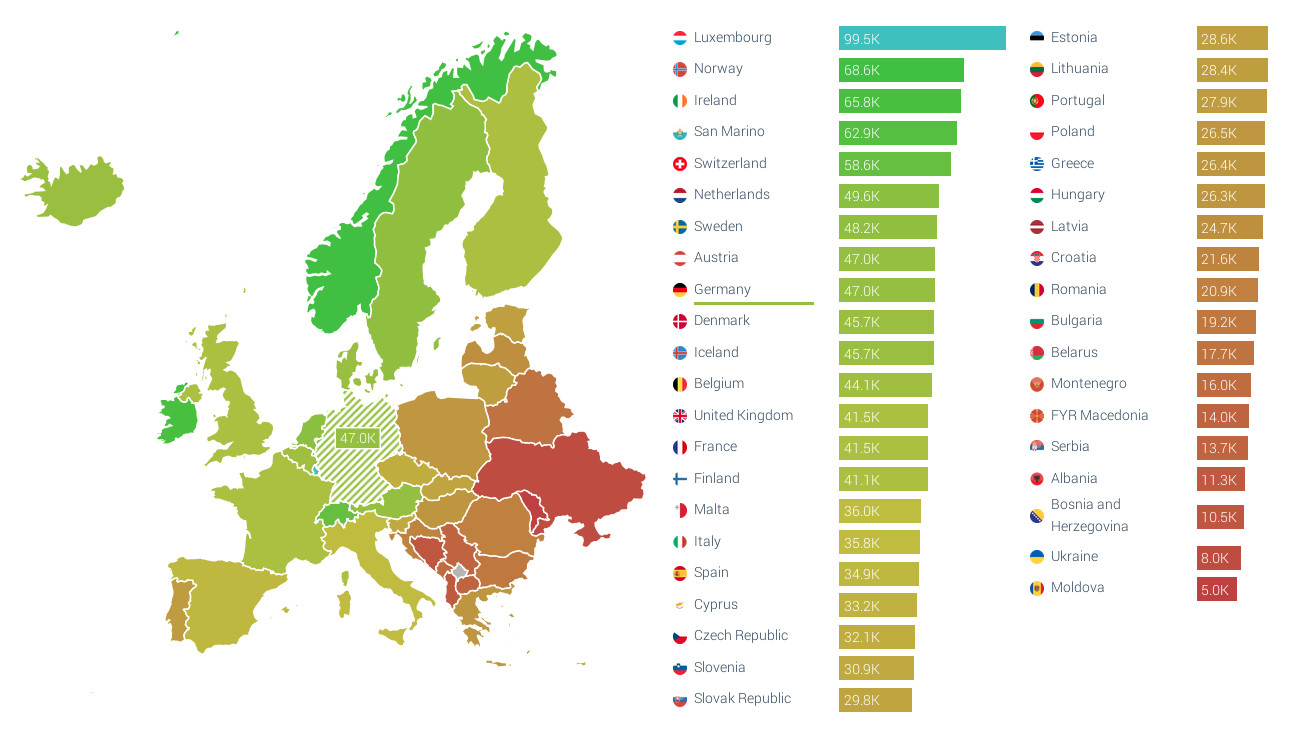 47.0K
Luxembourg 99.5K
Norway 68.6K
Ireland 65.8K
San Marino 62.9K
Switzerland 58.6K
Netherlands 49.6K
Sweden 48.2K
Austria 47.0K
Germany 47.0K
Denmark 45.7K
Iceland 45.7K
Belgium 44.1K
United Kingdom 41.5K
France 41.5K
Finland 41.1K
Malta 36.0K
Italy 35.8K
Spain 34.9K
Cyprus 33.2K
Czech Republic 32.1K
Slovenia 30.9K
Slovak Republic 29.8K
Estonia 28.6K
Lithuania 28.4K
Portugal 27.9K
Poland 26.5K
Greece 26.4K
Hungary 26.3K
Latvia 24.7K
Croatia 21.6K
Romania 20.9K
Bulgaria 19.2K
Belarus 17.7K
Montenegro 16.0K
FYR Macedonia 14.0K
Serbia 13.7K
Albania 11.3K
Bosnia and
Herzegovina 10.5K
Ukraine 8.0K
Moldova 5.0K